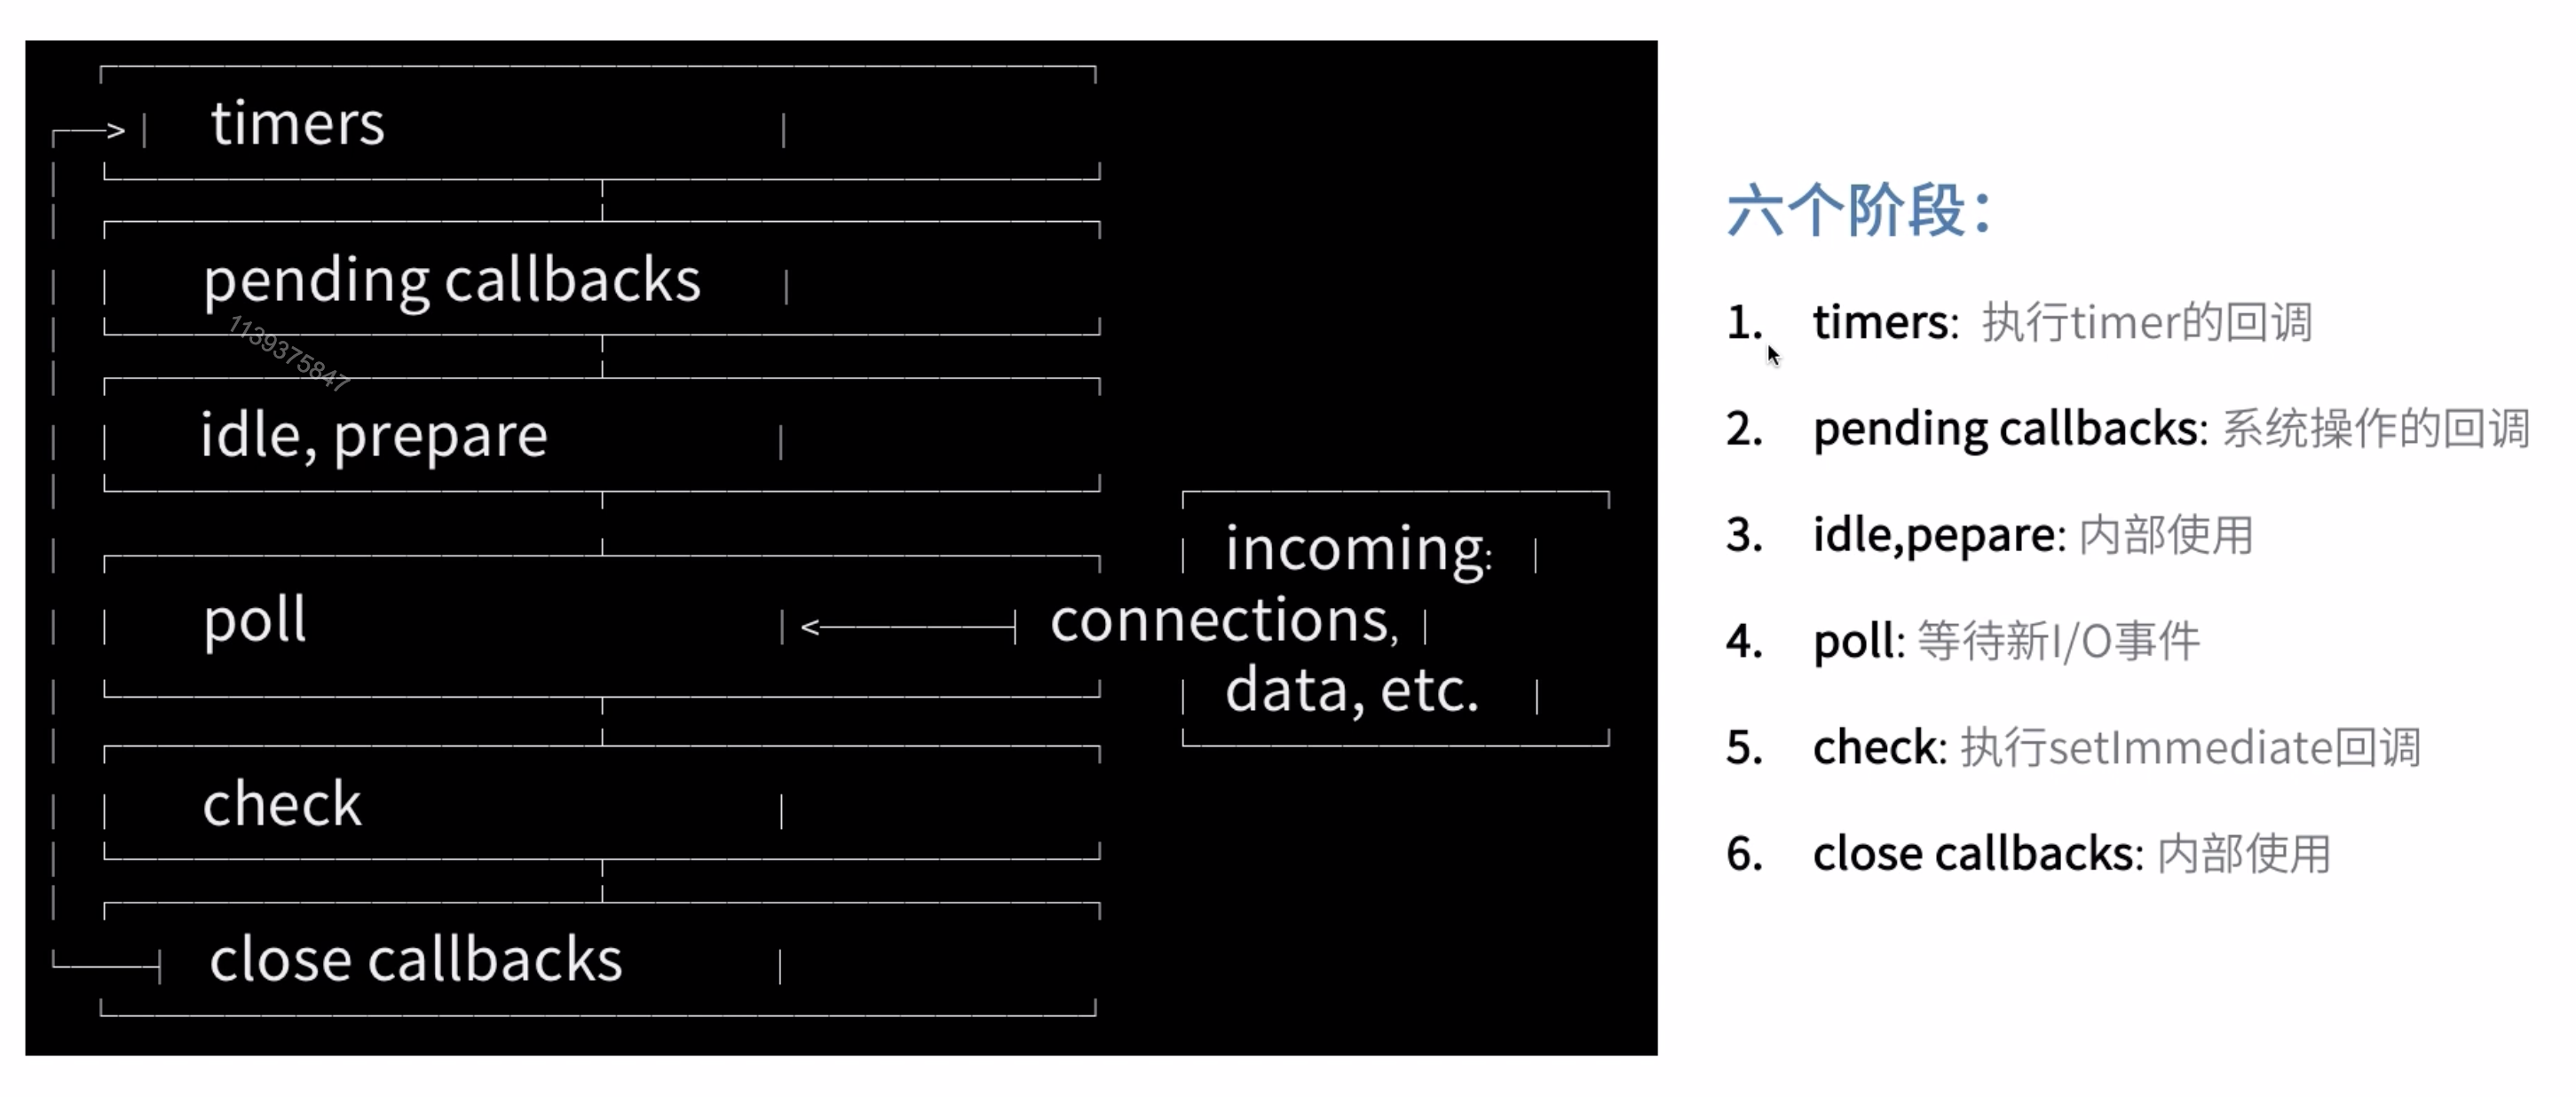 timers
pending callbacks
1139375847
idle, prepare
poll
incoming:
connections,
data, etc.
check
close callbacks
六个阶段：
1. timers: 执行timer的回调
2. pending callbacks: 系统操作的回调
3. idle,pepare: 内部使用
4. poll: 等待新I/O事件
5. check: 执行setImmediate回调
6. close callbacks: 内部使用